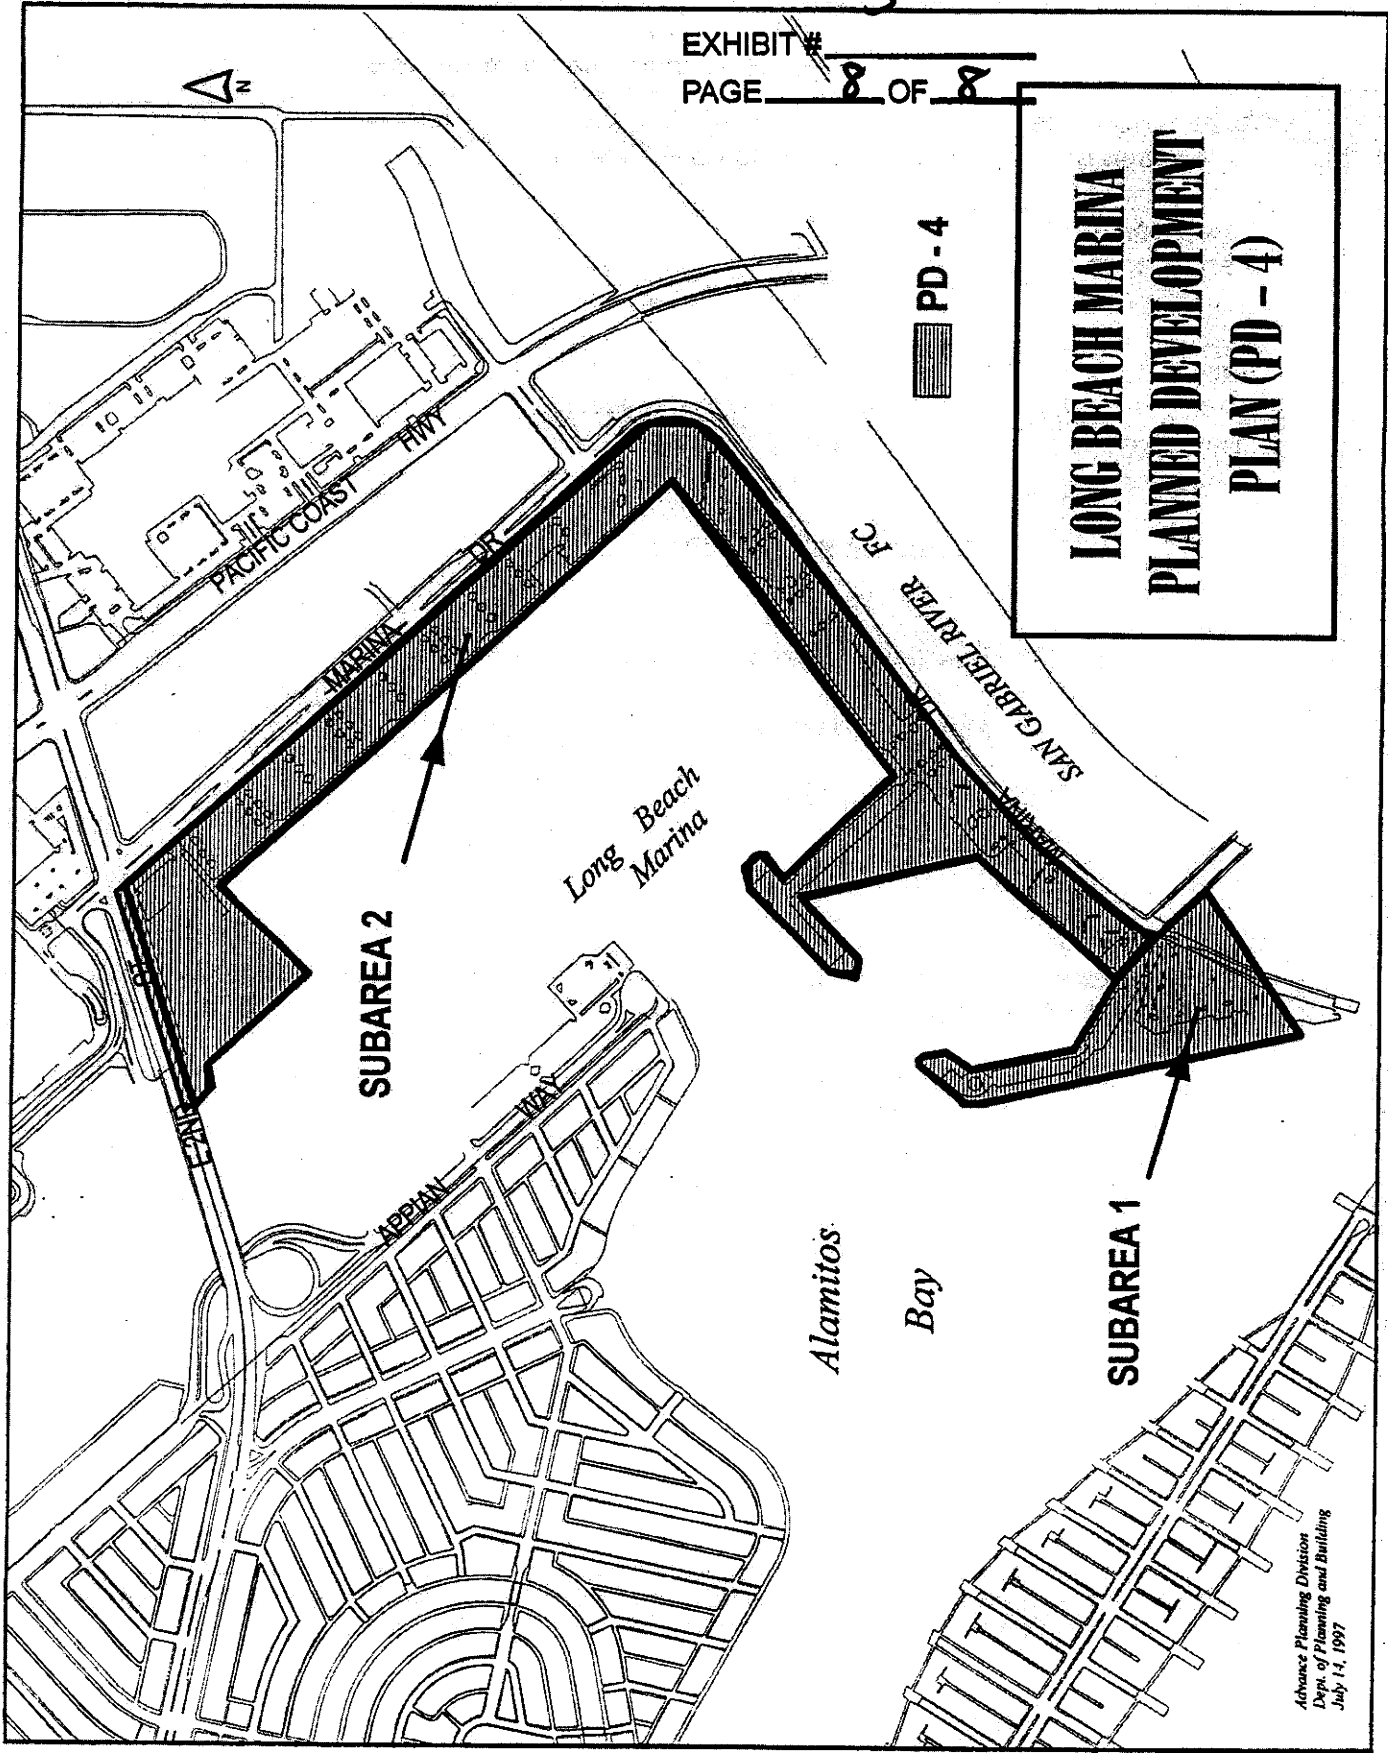 EXHIBIT #
PAGE 8 OF 8
LONG BEACH MARINA
PLANNED DEVELOPMENT
PLAN (PD - 4)
PD - 4
N
PACIFIC COAST HWY
MARINA DR
SAN GABRIEL RIVER FC
MARINA DR
E 2ND ST
SUBAREA 2
Long Beach
Marina
APPIAN WAY
Alamitos
Bay
SUBAREA 1
Advance Planning Division
Dept. of Planning and Building
July 14, 1997